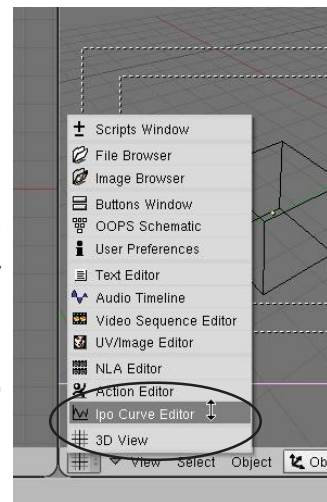 Scripts Window
File Browser
Image Browser
Buttons Window
OOPS Schematic
User Preferences
Text Editor
Audio Timeline
Video Sequence Editor
UV/Image Editor
NLA Editor
Action Editor
Ipo Curve Editor
3D View
View Select Object Ob